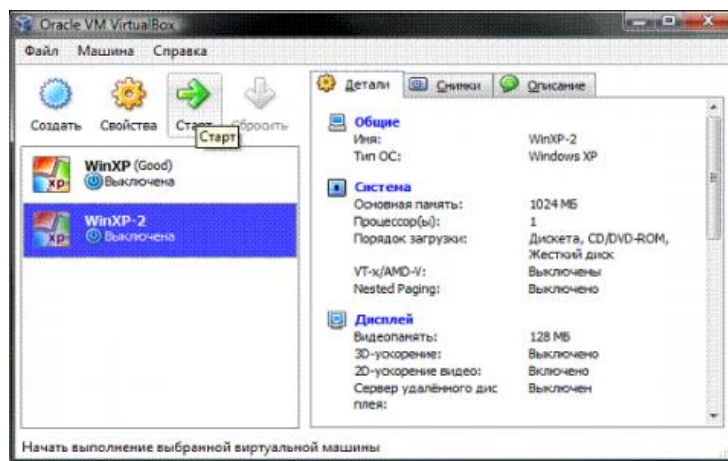 Oracle VM VirtualBox
Файл Машина Справка
Создать Свойства Старт Сбросить
Старт
WinXP (Good)
Выключена
WinXP-2
Выключена
Детали Снимки Описание
Общие
Имя: WinXP-2
Тип ОС: Windows XP
Система
Основная память: 1024 МБ
Процессор(ы): 1
Порядок загрузки: Дискета, CD/DVD-ROM,
Жесткий диск
VT-x/AMD-V: Выключены
Nested Paging: Выключено
Дисплей
Видеопамять: 128 МБ
3D-ускорение: Выключено
2D-ускорение видео: Включено
Сервер удалённого дис Выключен
плея:
Начать выполнение выбранной виртуальной машины